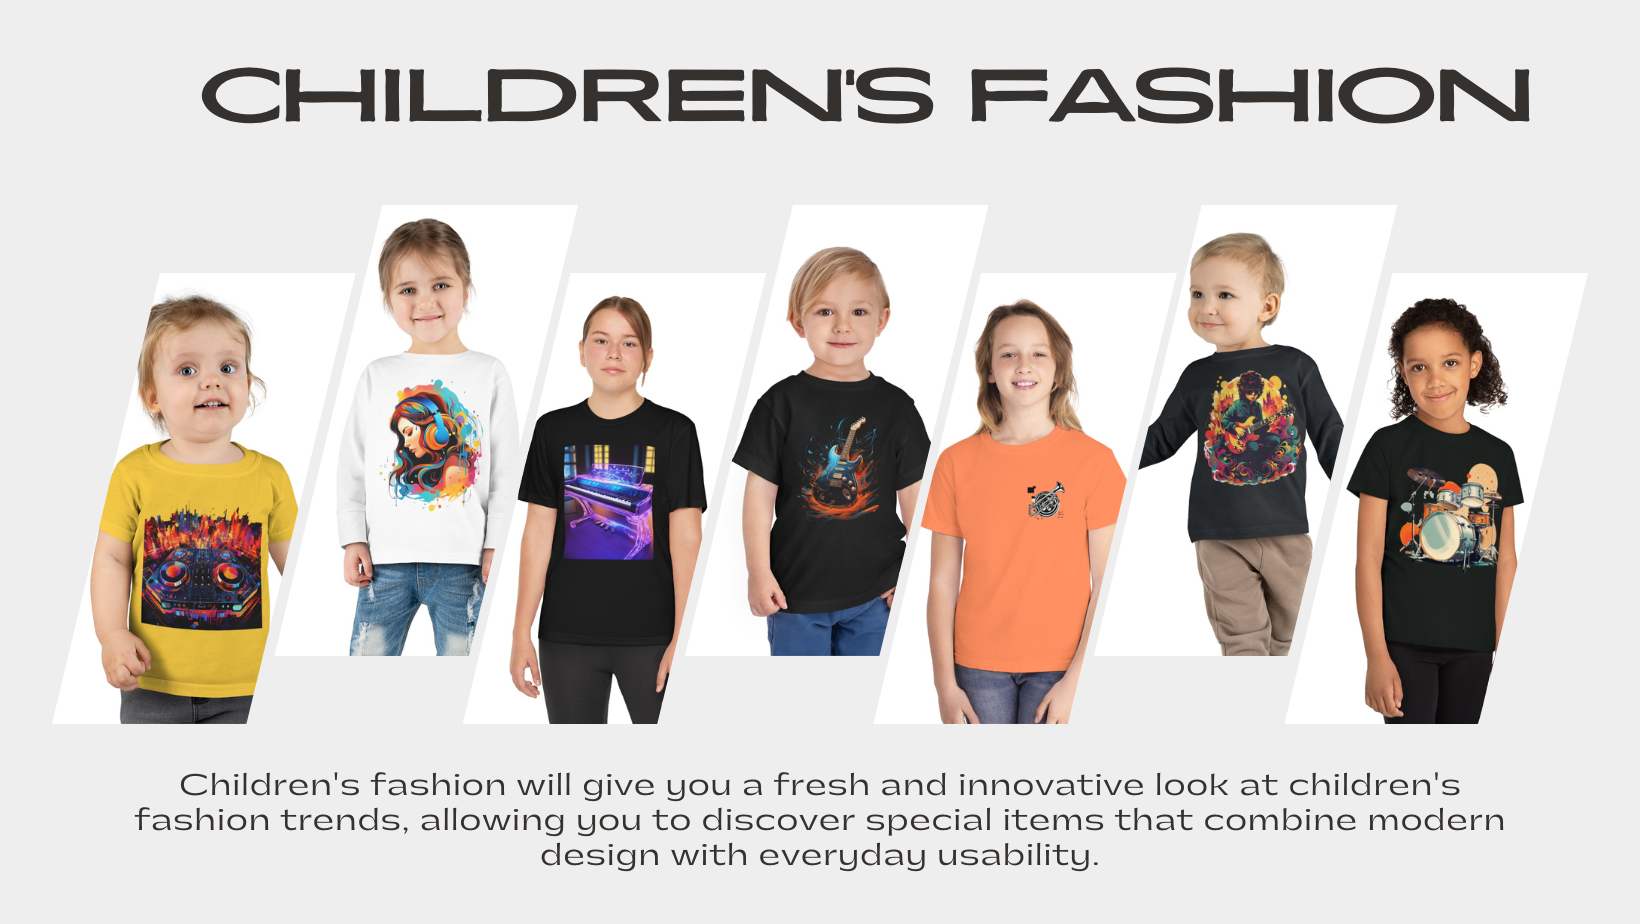 CHILDREN'S FASHION
Children's fashion will give you a fresh and innovative look at children's
fashion trends, allowing you to discover special items that combine modern
design with everyday usability.